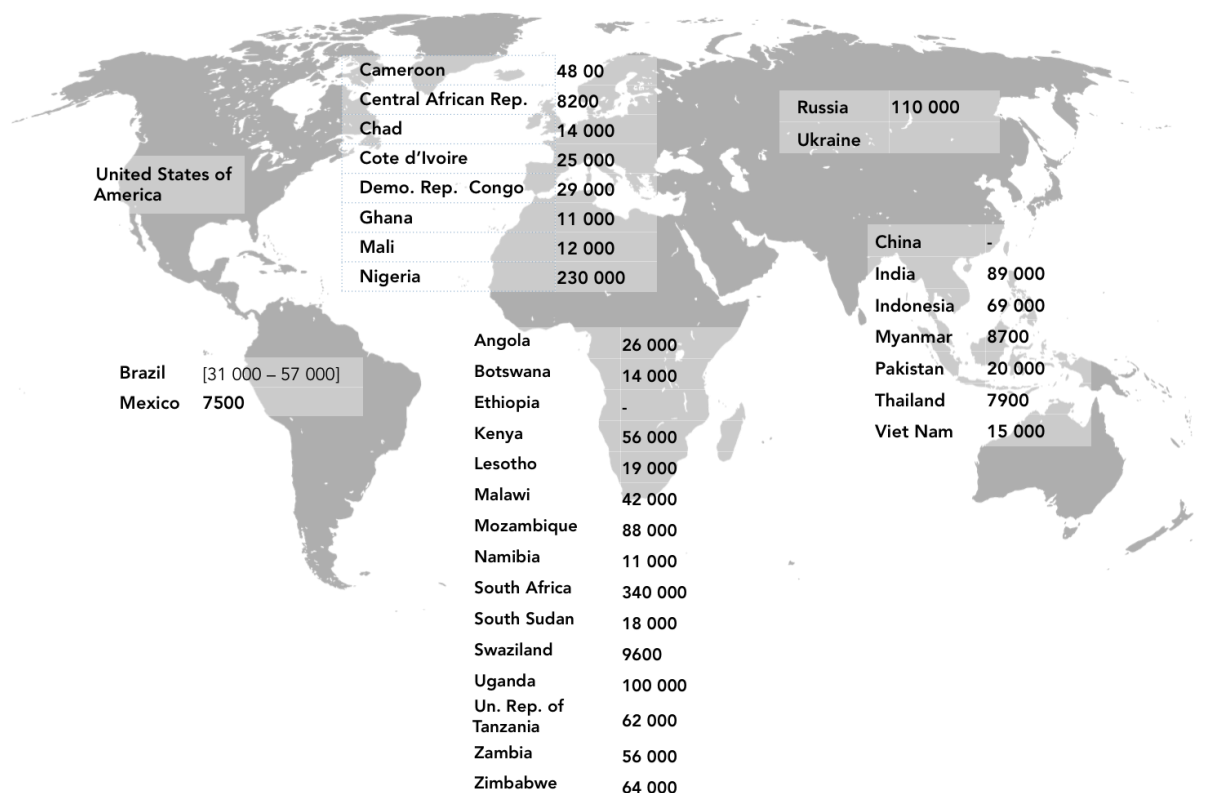 Cameroon 48 00
Central African Rep. 8200
Chad 14 000
Cote d’Ivoire 25 000
Demo. Rep. Congo 29 000
Ghana 11 000
Mali 12 000
Nigeria 230 000
Russia 110 000
Ukraine
United States of
America
China -
India 89 000
Indonesia 69 000
Myanmar 8700
Pakistan 20 000
Thailand 7900
Viet Nam 15 000
Brazil [31 000 – 57 000]
Mexico 7500
Angola 26 000
Botswana 14 000
Ethiopia -
Kenya 56 000
Lesotho 19 000
Malawi 42 000
Mozambique 88 000
Namibia 11 000
South Africa 340 000
South Sudan 18 000
Swaziland 9600
Uganda 100 000
Un. Rep. of
Tanzania 62 000
Zambia 56 000
Zimbabwe 64 000